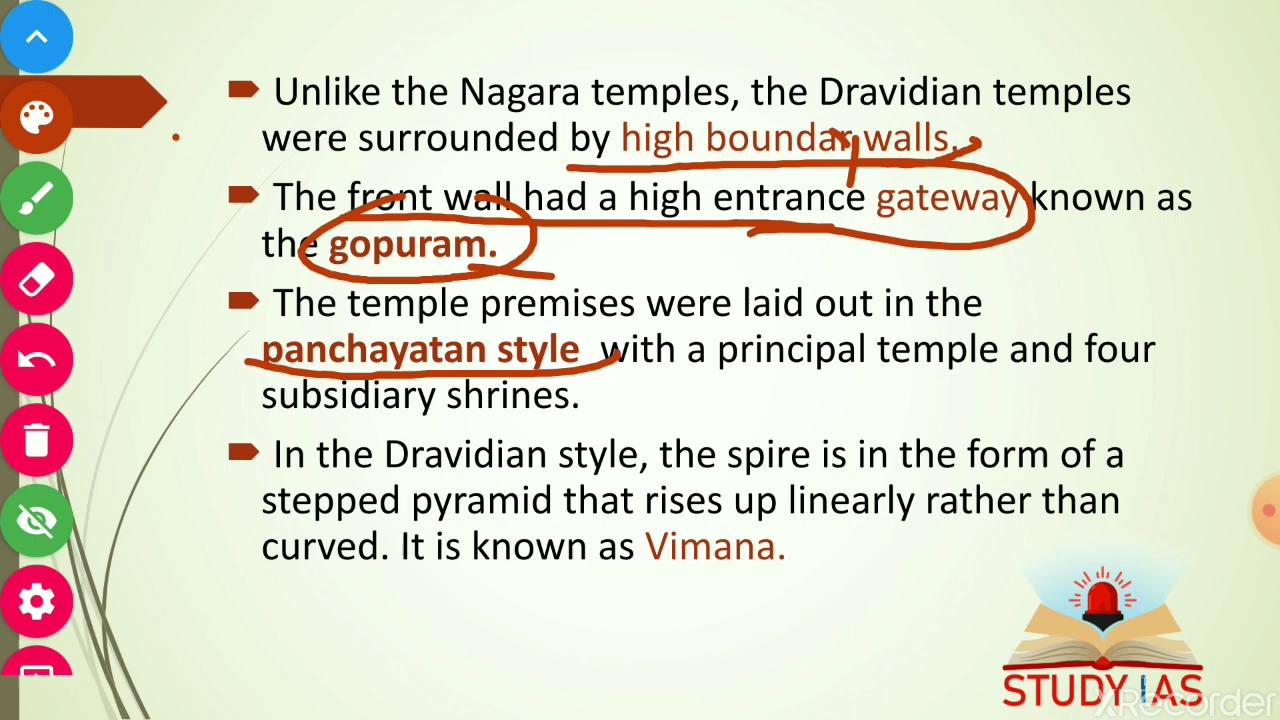 Unlike the Nagara temples, the Dravidian temples
were surrounded by high boundar walls.
The front wall had a high entrance gateway known as
the gopuram.
The temple premises were laid out in the
panchayatan style with a principal temple and four
subsidiary shrines.
In the Dravidian style, the spire is in the form of a
stepped pyramid that rises up linearly rather than
curved. It is known as Vimana.
STUDY IAS
XRecorder